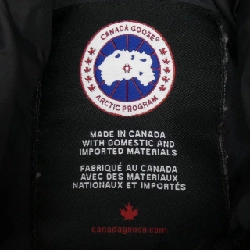 CANADA GOOSE
ARCTIC PROGRAM
MADE IN CANADA
WITH DOMESTIC AND
IMPORTED MATERIALS
FABRIQUÉ AU CANADA
AVEC DES MATERIAUX
NATIONAUX ET IMPORTÉS
canadagoose.com